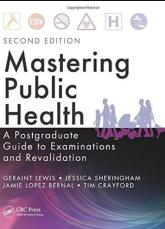 CSV
H
SECOND EDITION
Mastering
Public
Health
A Postgraduate
Guide to Examinations
and Revalidation
GERAINT LEWIS • JESSICA SHERINGHAM
JAMIE LOPEZ BERNAL • TIM CRAYFORD
CRC Press